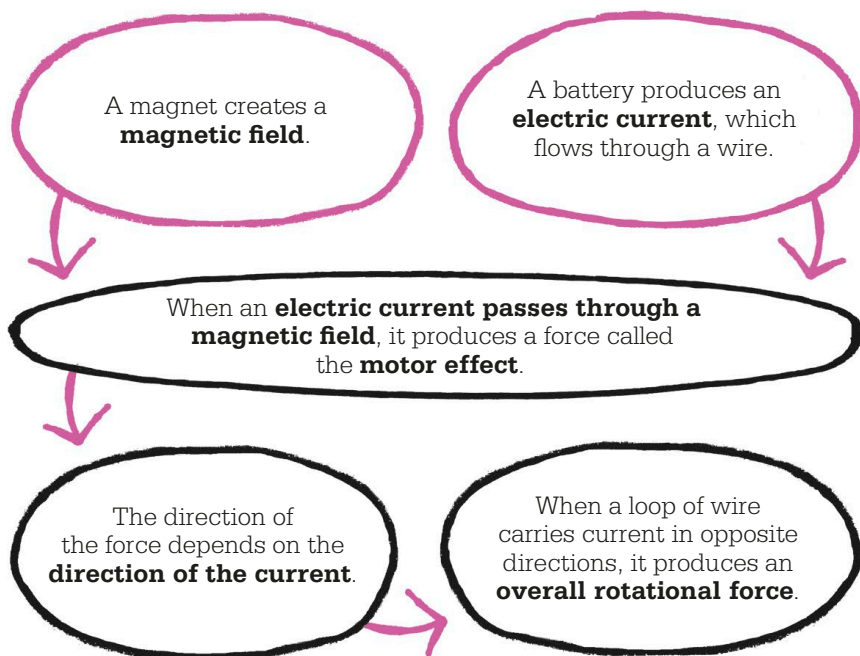 A magnet creates a
magnetic field.
A battery produces an
electric current, which
flows through a wire.
When an electric current passes through a
magnetic field, it produces a force called
the motor effect.
The direction of
the force depends on the
direction of the current.
When a loop of wire
carries current in opposite
directions, it produces an
overall rotational force.